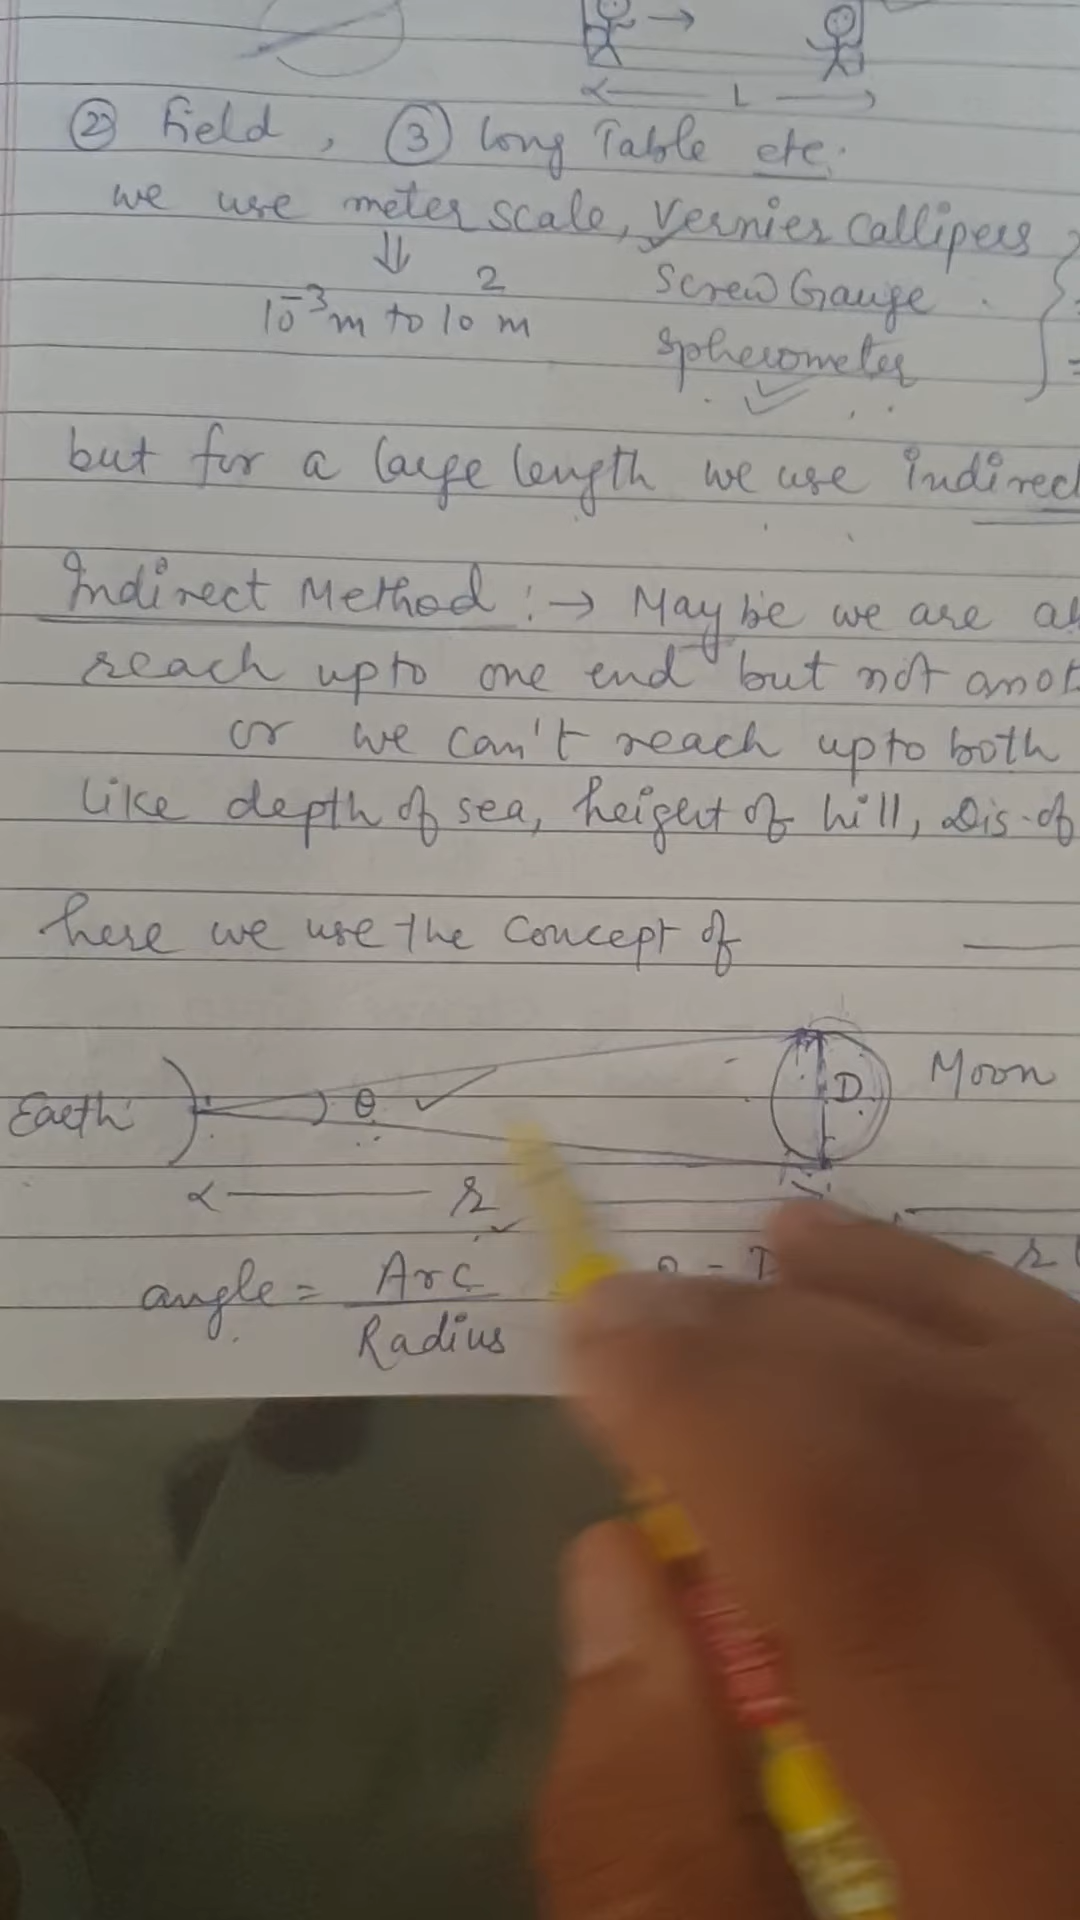 L
② field, ③ long Table etc.
we use meter scale, Vernier Callipers
⇓
10⁻³m to 10² m
Screw Gauge
Spherometer
but for a large length we use indirec
Indirect Method :→ May be we are ab
reach upto one end but not anot
or we can't reach upto both
like depth of sea, height of hill, Dis. of
here we use the concept of
Earth θ D Moon
r
angle = Arc / Radius